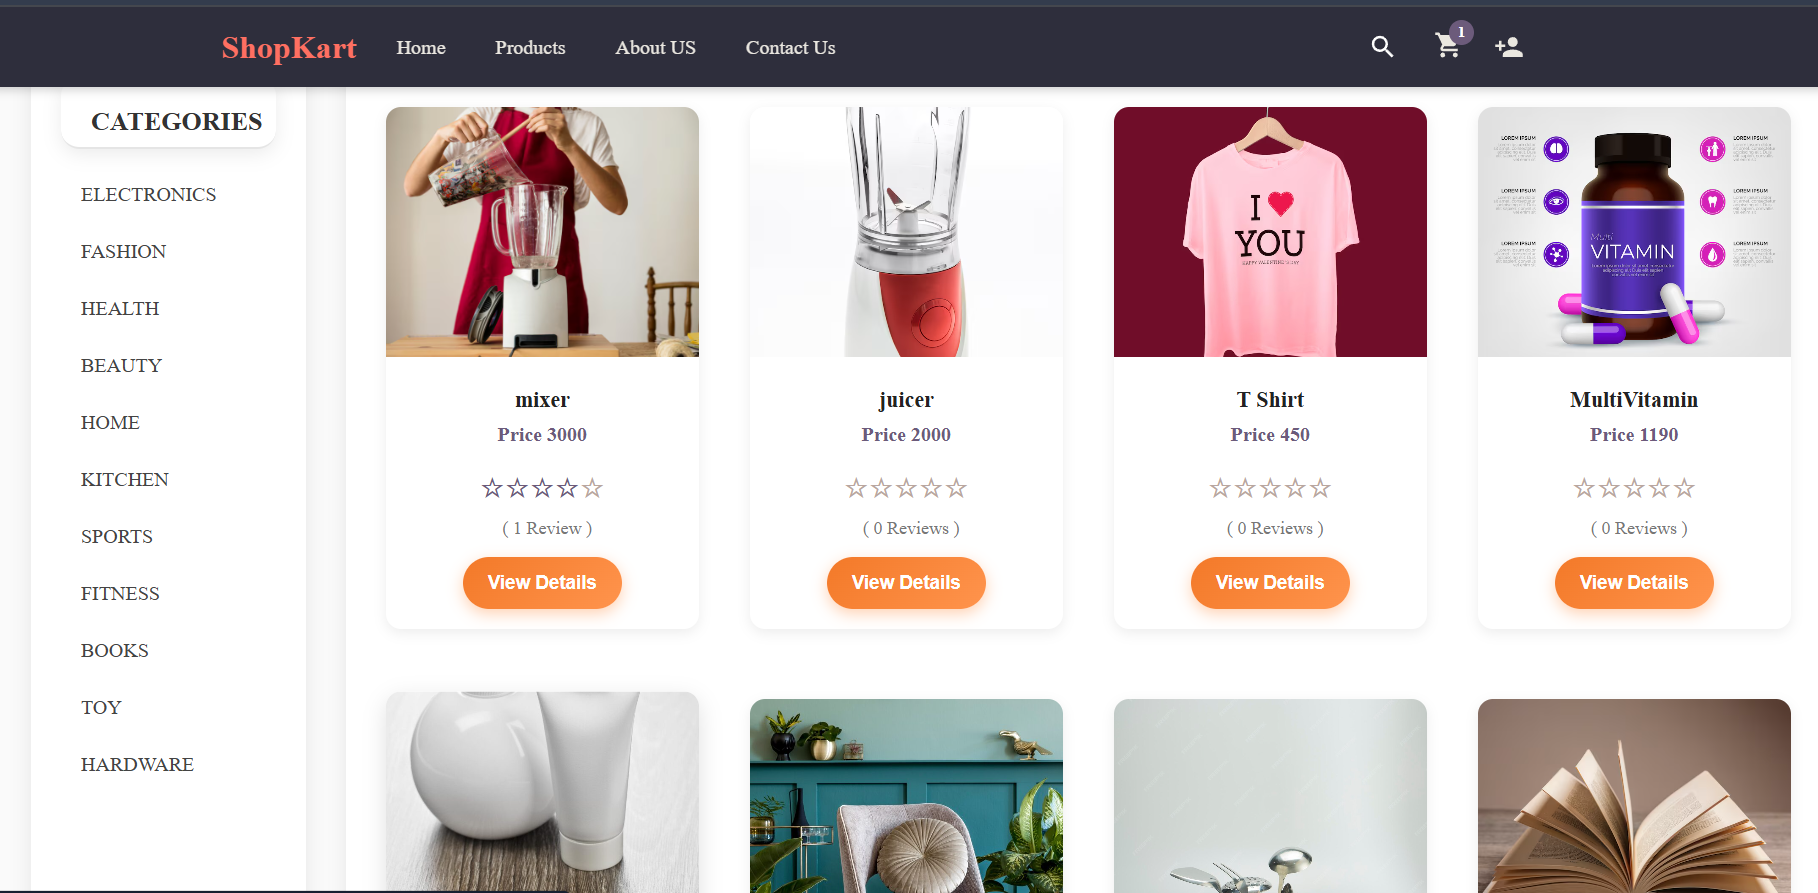 ShopKart Home Products About US Contact Us 1
CATEGORIES
ELECTRONICS
FASHION
HEALTH
BEAUTY
HOME
KITCHEN
SPORTS
FITNESS
BOOKS
TOY
HARDWARE
I ❤
YOU
HAPPY VALENTINE'S DAY
LOREM IPSUM
LOREM IPSUM
LOREM IPSUM
LOREM IPSUM
LOREM IPSUM
LOREM IPSUM
Multi
VITAMIN
mixer
Price 3000
☆☆☆☆☆
( 1 Review )
View Details
juicer
Price 2000
☆☆☆☆☆
( 0 Reviews )
View Details
T Shirt
Price 450
☆☆☆☆☆
( 0 Reviews )
View Details
MultiVitamin
Price 1190
☆☆☆☆☆
( 0 Reviews )
View Details